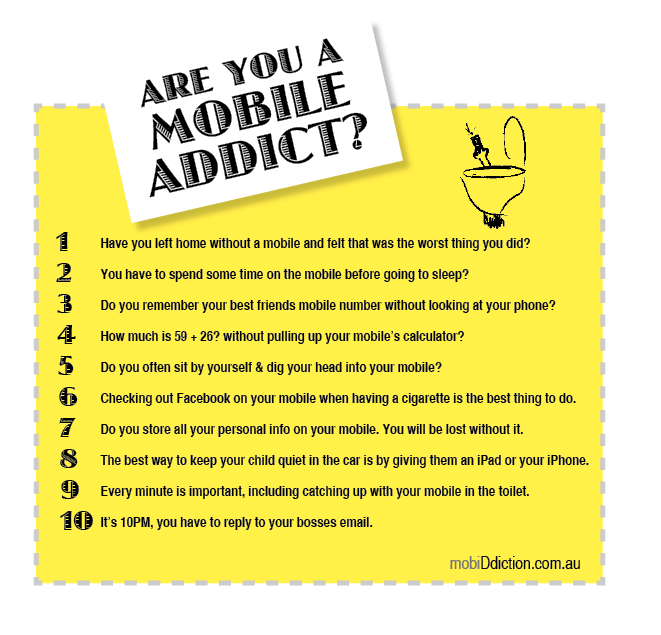 ARE YOU A
MOBILE
ADDICT?
1 Have you left home without a mobile and felt that was the worst thing you did?
2 You have to spend some time on the mobile before going to sleep?
3 Do you remember your best friends mobile number without looking at your phone?
4 How much is 59 + 26? without pulling up your mobile's calculator?
5 Do you often sit by yourself & dig your head into your mobile?
6 Checking out Facebook on your mobile when having a cigarette is the best thing to do.
7 Do you store all your personal info on your mobile. You will be lost without it.
8 The best way to keep your child quiet in the car is by giving them an iPad or your iPhone.
9 Every minute is important, including catching up with your mobile in the toilet.
10 It's 10PM, you have to reply to your bosses email.
mobiDdiction.com.au